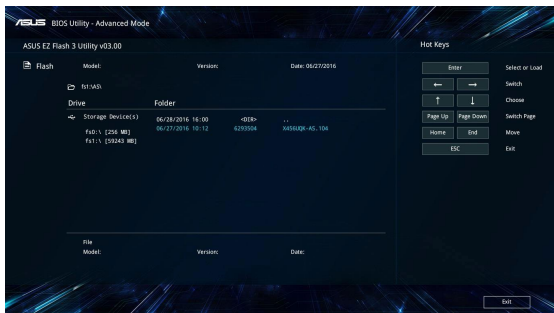 ASUS BIOS Utility - Advanced Mode
ASUS EZ Flash 3 Utility v03.00
Hot Keys
Flash
Model:
Version:
Date: 06/27/2016
Enter
Select or Load
fs1:\AS\
←
→
Switch
Drive
Folder
↑
↓
Choose
Storage Device(s)
06/28/2016 16:00
<DIR>
..
Page Up
Page Down
Switch Page
fs0:\ [256 MB]
06/27/2016 10:12
6293504
X456UQK-AS.104
Home
End
Move
fs1:\ [59243 MB]
ESC
Exit
File
Model:
Version:
Date:
Exit